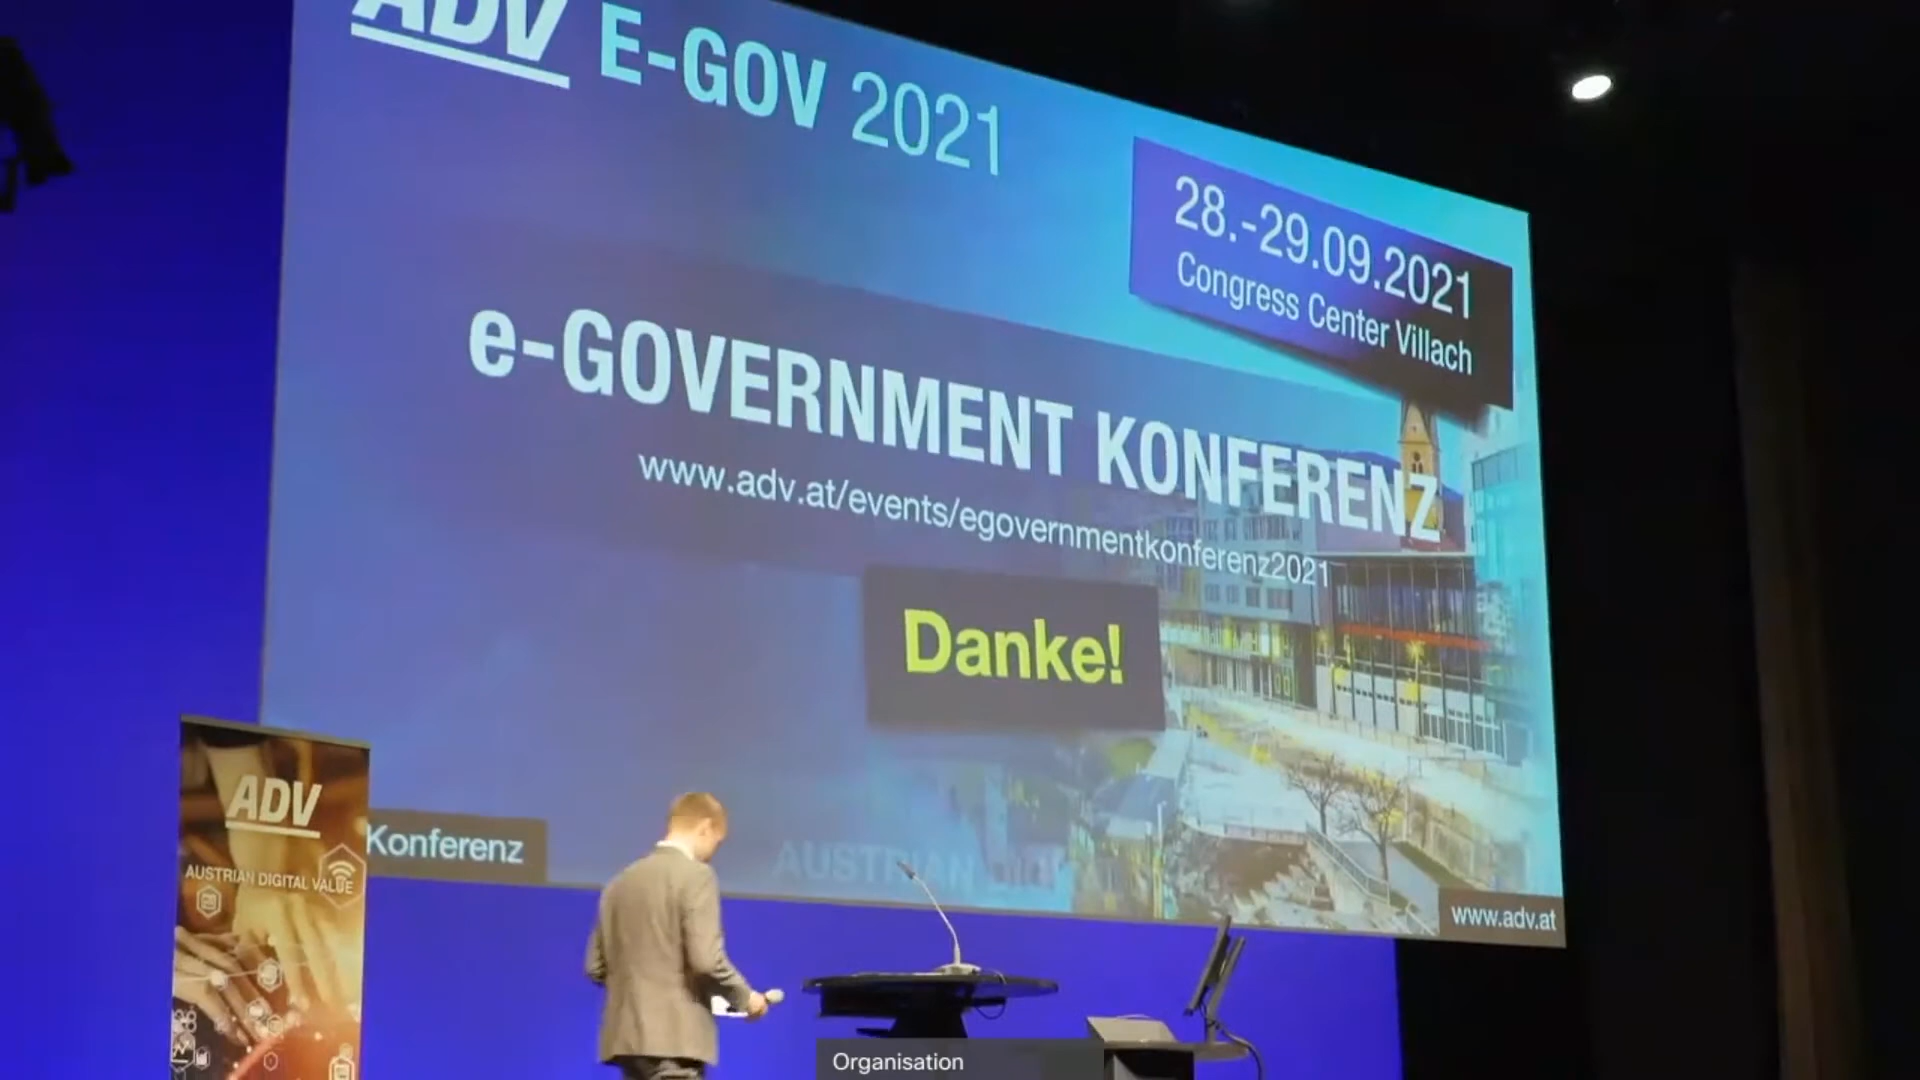 ADV E-GOV 2021
28.-29.09.2021
Congress Center Villach
e-GOVERNMENT KONFERENZ
www.adv.at/events/egovernmentkonferenz2021
Danke!
Konferenz
AUSTRIAN
www.adv.at
ADV
AUSTRIAN DIGITAL VALUE
Organisation